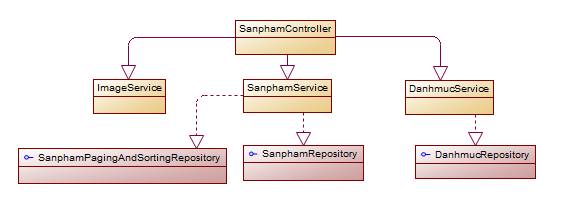 SanphamController
ImageService
SanphamService
DanhmucService
SanphamPagingAndSortingRepository
SanphamRepository
DanhmucRepository